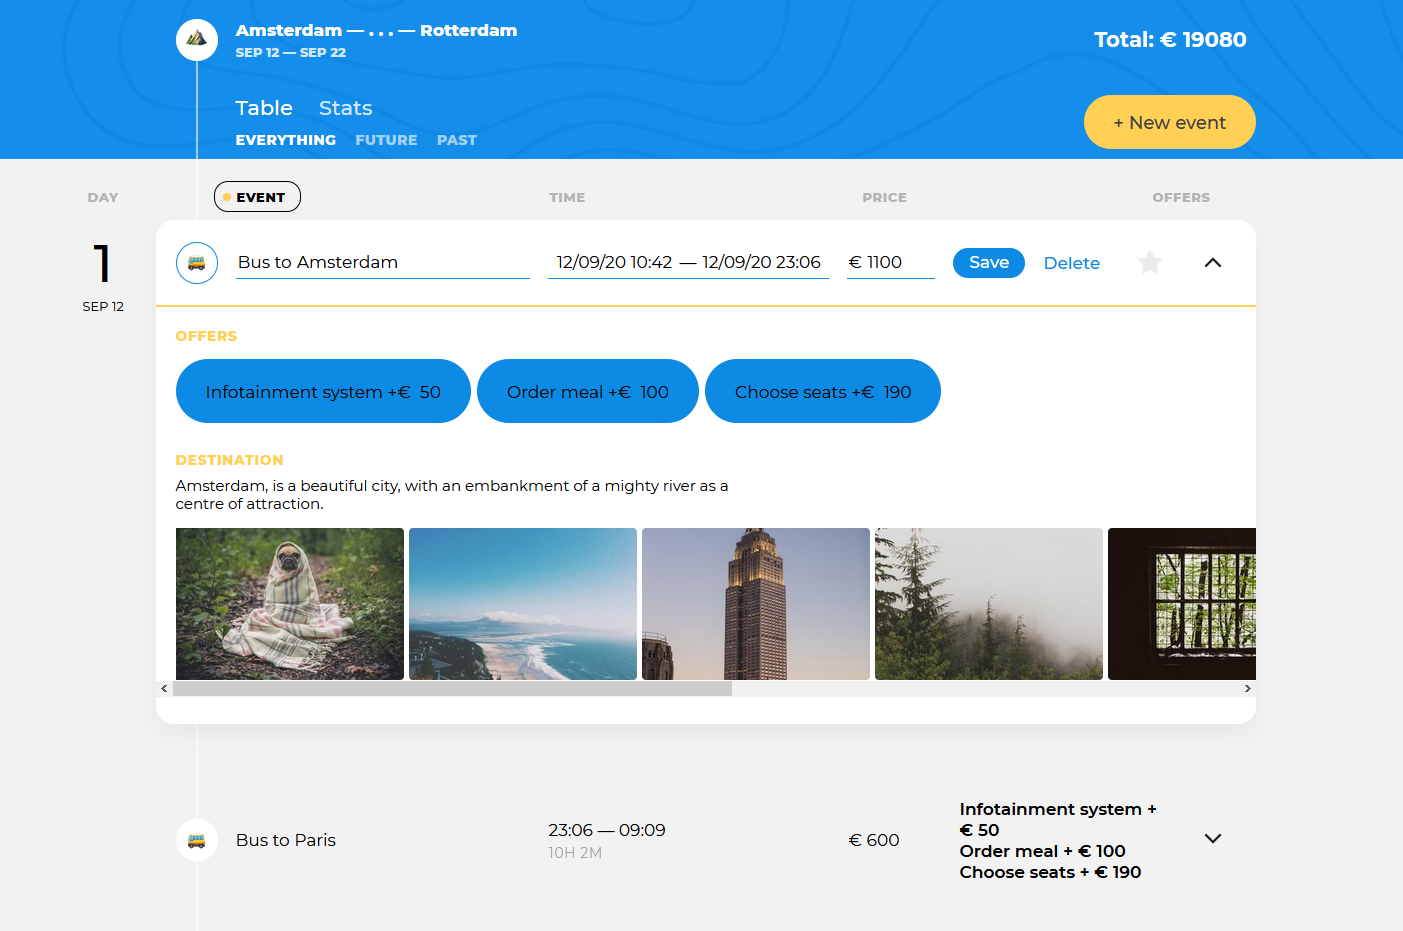 Amsterdam — . . . — Rotterdam
SEP 12 — SEP 22
Total: € 19080
Table Stats
EVERYTHING FUTURE PAST
+ New event
DAY EVENT TIME PRICE OFFERS
1
SEP 12
Bus to Amsterdam 12/09/20 10:42 — 12/09/20 23:06 € 1100 Save Delete
OFFERS
Infotainment system +€ 50 Order meal +€ 100 Choose seats +€ 190
DESTINATION
Amsterdam, is a beautiful city, with an embankment of a mighty river as a
centre of attraction.
Bus to Paris
23:06 — 09:09
10H 2M
€ 600
Infotainment system +
€ 50
Order meal + € 100
Choose seats + € 190